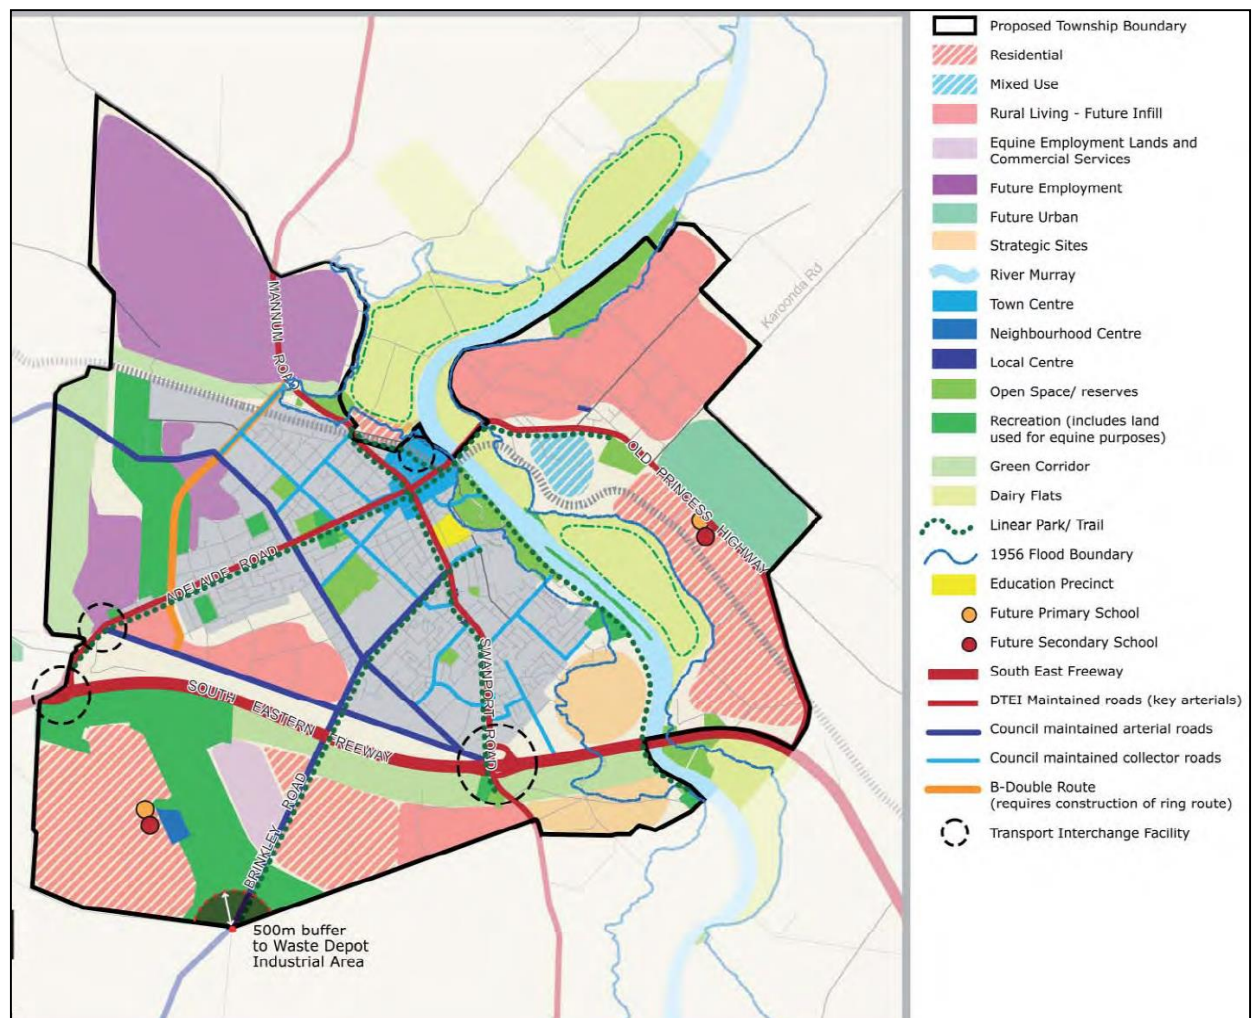 Proposed Township Boundary
Residential
Mixed Use
Rural Living - Future Infill
Equine Employment Lands and
Commercial Services
Future Employment
Future Urban
Strategic Sites
River Murray
Town Centre
Neighbourhood Centre
Local Centre
Open Space/ reserves
Recreation (includes land
used for equine purposes)
Green Corridor
Dairy Flats
Linear Park/ Trail
1956 Flood Boundary
Education Precinct
Future Primary School
Future Secondary School
South East Freeway
DTEI Maintained roads (key arterials)
Council maintained arterial roads
Council maintained collector roads
B-Double Route
(requires construction of ring route)
Transport Interchange Facility
Karoonda Rd
MANNUM ROAD
OLD PRINCESS HIGHWAY
ADELAIDE ROAD
SWANPORT ROAD
SOUTH EASTERN FREEWAY
BRINKLEY ROAD
500m buffer
to Waste Depot
Industrial Area